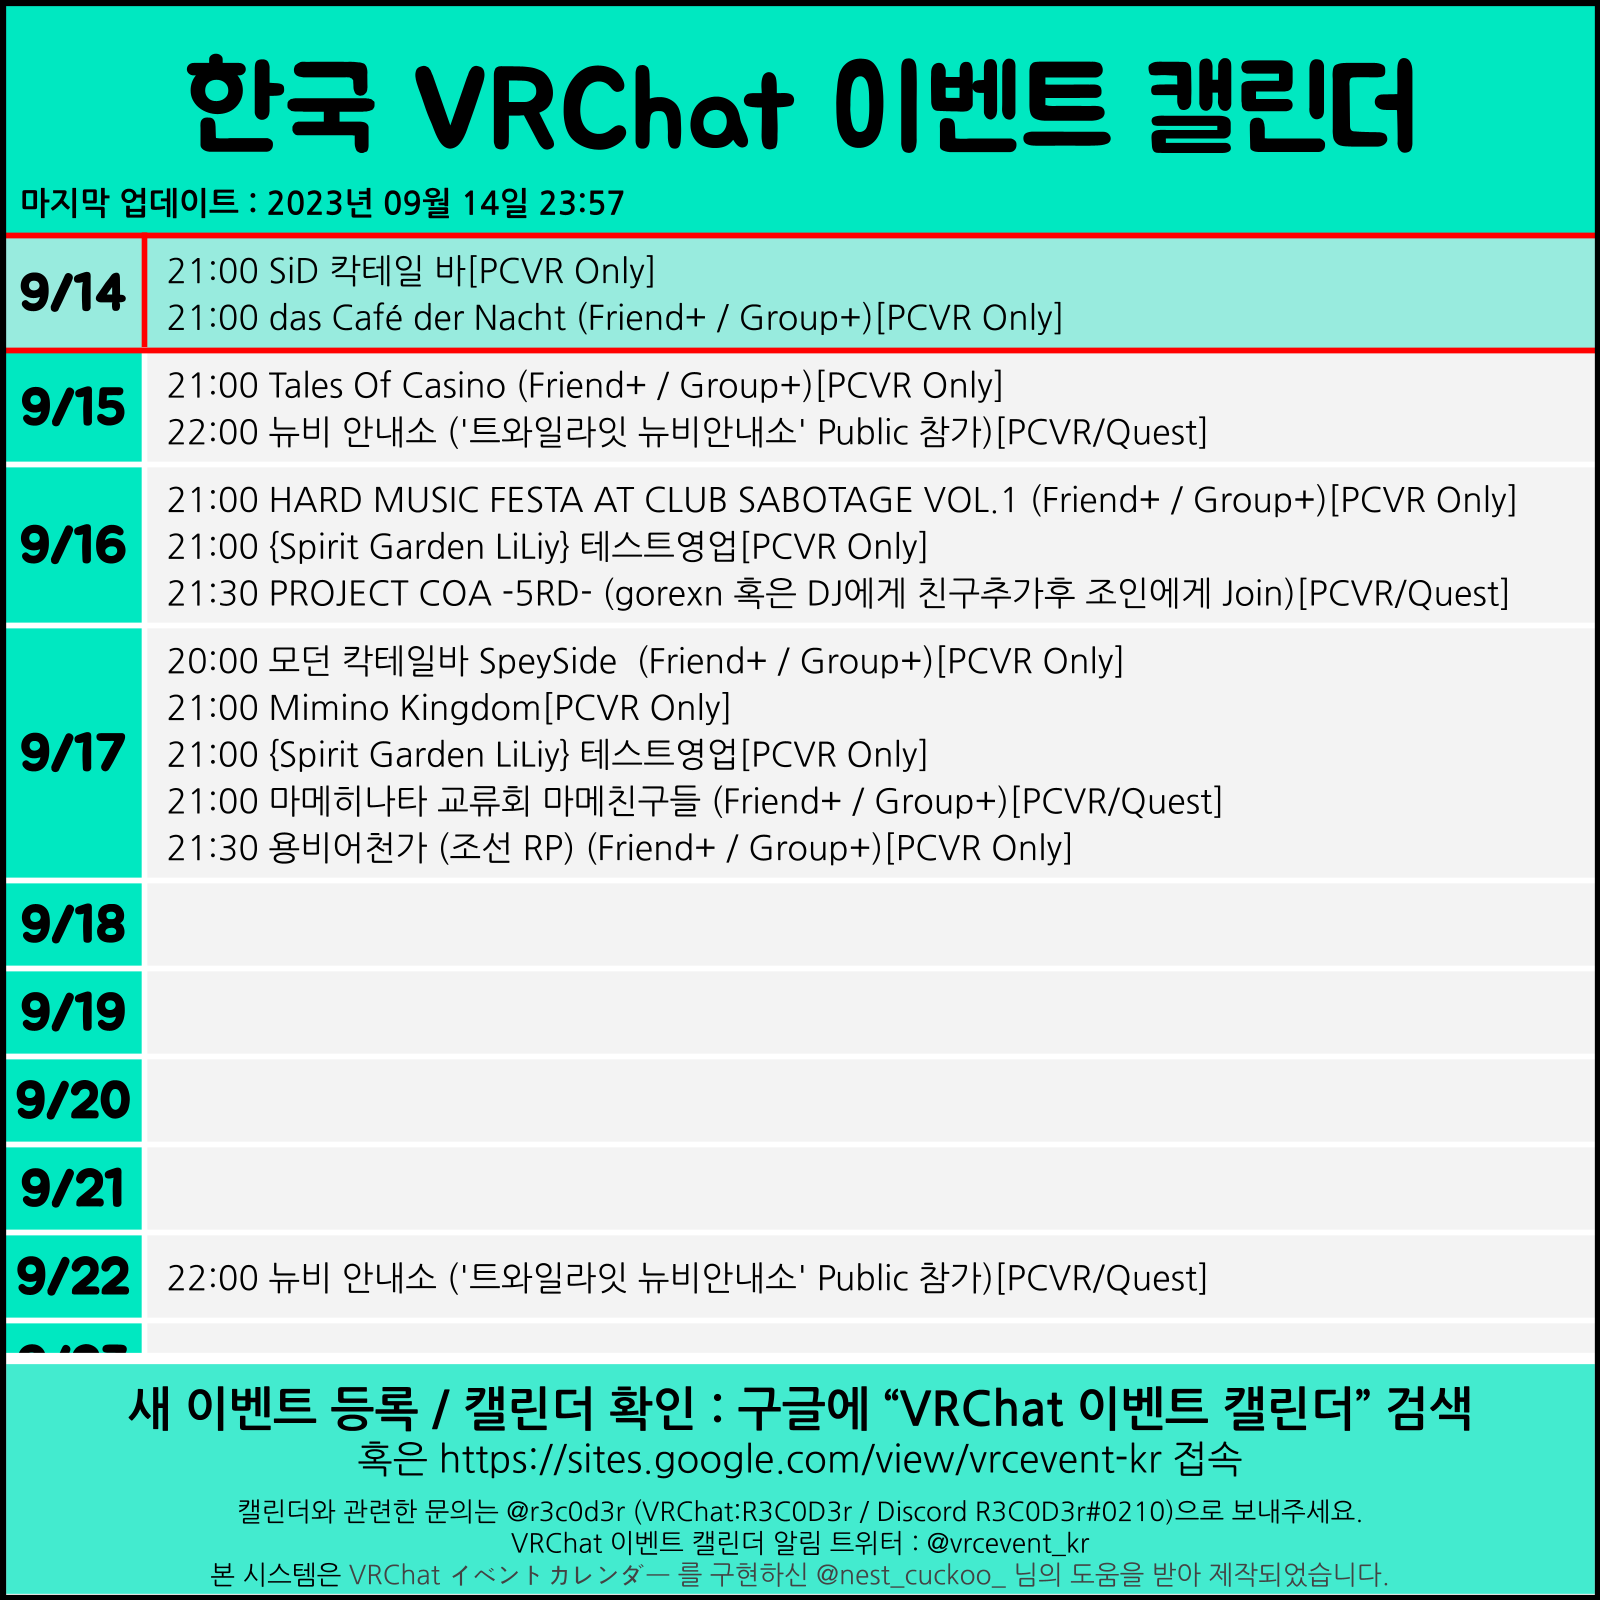 한국 VRChat 이벤트 캘린더
마지막 업데이트 : 2023년 09월 14일 23:57
9/14
21:00 SiD 칵테일 바[PCVR Only]
21:00 das Café der Nacht (Friend+ / Group+)[PCVR Only]
9/15
21:00 Tales Of Casino (Friend+ / Group+)[PCVR Only]
22:00 뉴비 안내소 ('트와일라잇 뉴비안내소' Public 참가)[PCVR/Quest]
9/16
21:00 HARD MUSIC FESTA AT CLUB SABOTAGE VOL.1 (Friend+ / Group+)[PCVR Only]
21:00 {Spirit Garden LiLiy} 테스트영업[PCVR Only]
21:30 PROJECT COA -5RD- (gorexn 혹은 DJ에게 친구추가후 조인에게 Join)[PCVR/Quest]
9/17
20:00 모던 칵테일바 SpeySide  (Friend+ / Group+)[PCVR Only]
21:00 Mimino Kingdom[PCVR Only]
21:00 {Spirit Garden LiLiy} 테스트영업[PCVR Only]
21:00 마메히나타 교류회 마메친구들 (Friend+ / Group+)[PCVR/Quest]
21:30 용비어천가 (조선 RP) (Friend+ / Group+)[PCVR Only]
9/18
9/19
9/20
9/21
9/22
22:00 뉴비 안내소 ('트와일라잇 뉴비안내소' Public 참가)[PCVR/Quest]
새 이벤트 등록 / 캘린더 확인 : 구글에 “VRChat 이벤트 캘린더” 검색
혹은 https://sites.google.com/view/vrcevent-kr 접속
캘린더와 관련한 문의는 @r3c0d3r (VRChat:R3C0D3r / Discord R3C0D3r#0210)으로 보내주세요.
VRChat 이벤트 캘린더 알림 트위터 : @vrcevent_kr
본 시스템은 VRChat イベントカレンダー 를 구현하신 @nest_cuckoo_ 님의 도움을 받아 제작되었습니다.